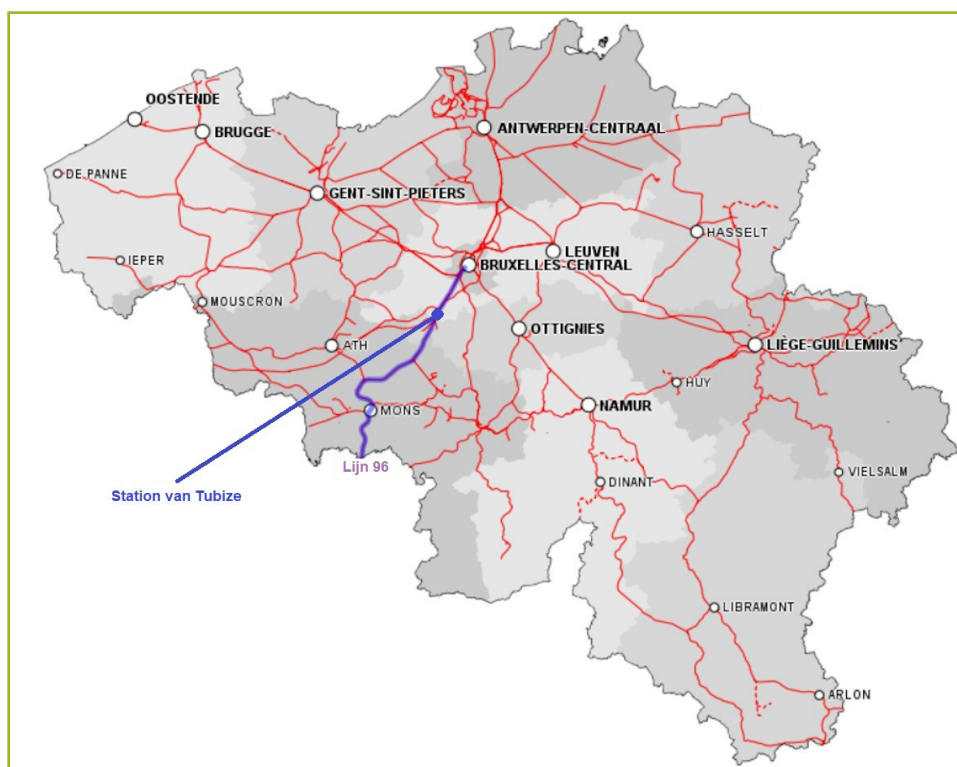 OOSTENDE
BRUGGE
ANTWERPEN-CENTRAAL
DE PANNE
GENT-SINT-PIETERS
HASSELT
LEUVEN
IEPER
BRUXELLES-CENTRAL
MOUSCRON
OTTIGNIES
ATH
LIÈGE-GUILLEMINS
HUY
NAMUR
MONS
Lijn 96
VIELSALM
DINANT
Station van Tubize
LIBRAMONT
ARLON